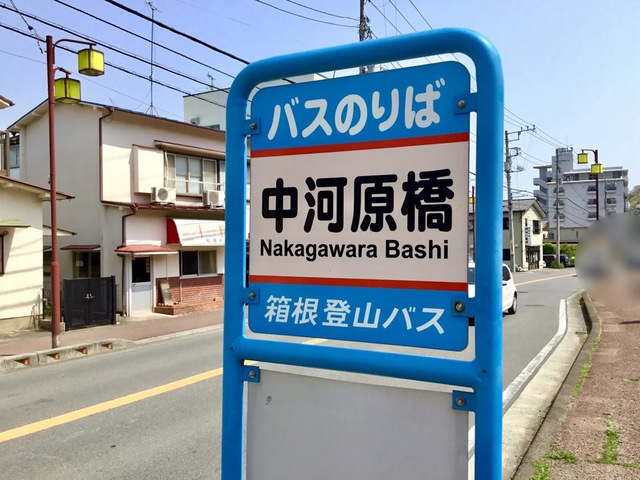 バスのりば
中河原橋
Nakagawara Bashi
箱根登山バス